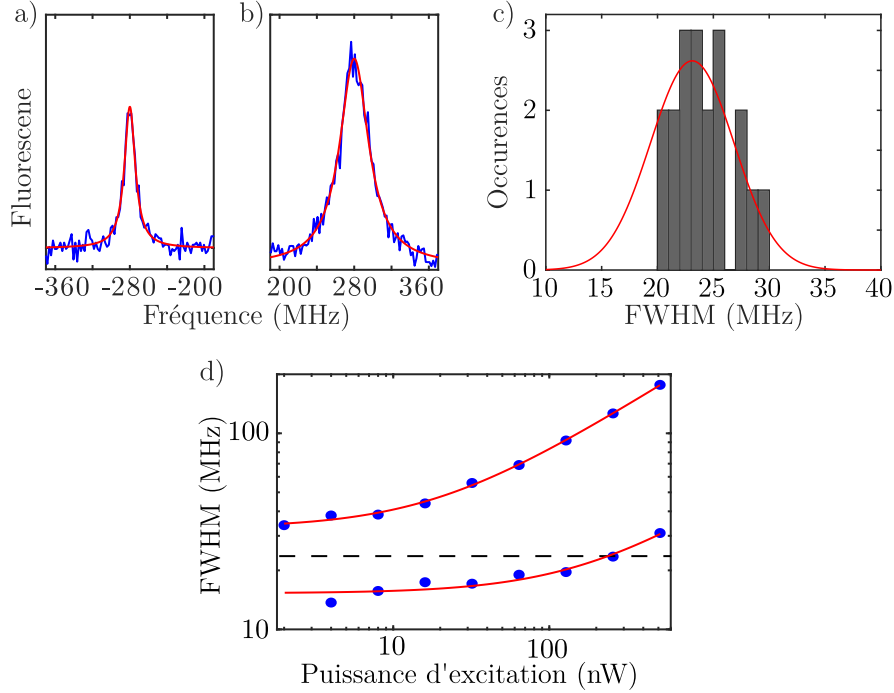 a)
b)
c)
Fluorescene
-360 -280 -200
200 280 360
Fréquence (MHz)
Occurences
3
2
1
0
10 15 20 25 30 35 40
FWHM (MHz)
d)
FWHM (MHz)
100
10
10 100
Puissance d'excitation (nW)